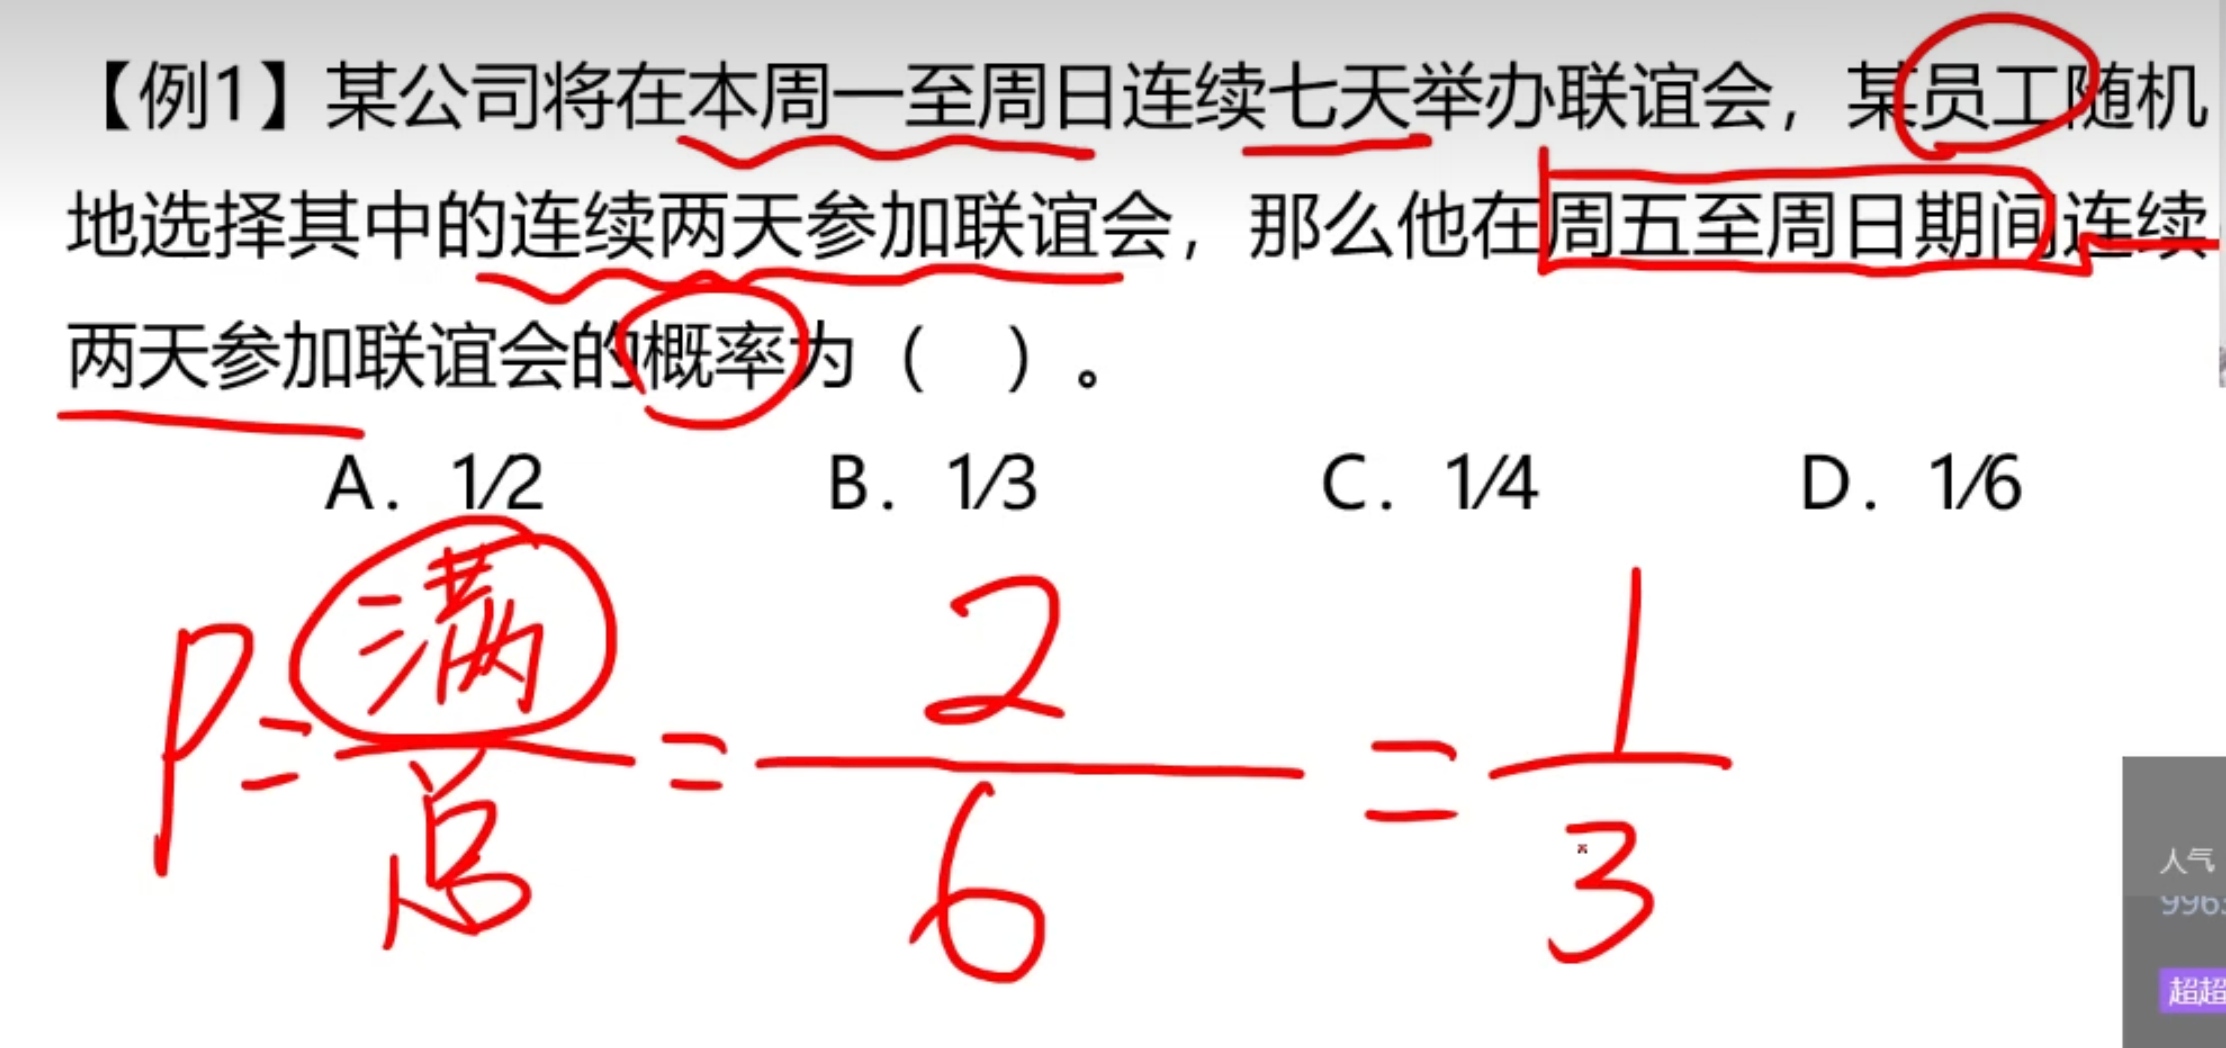 【例1】某公司将在本周一至周日连续七天举办联谊会，某员工随机
地选择其中的连续两天参加联谊会，那么他在周五至周日期间连续
两天参加联谊会的概率为（ ）。
A. 1/2 B. 1/3 C. 1/4 D. 1/6
P=满/总=2/6=1/3
人气
超超